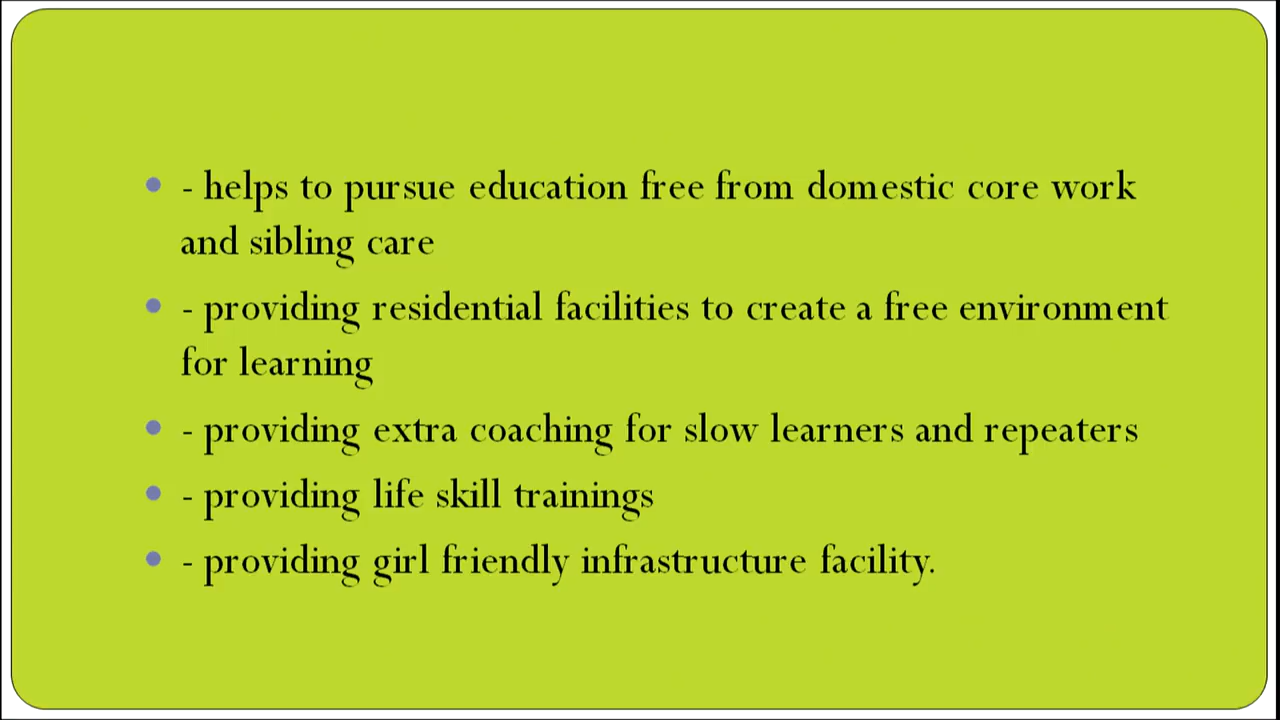 • - helps to pursue education free from domestic core work
and sibling care
• - providing residential facilities to create a free environment
for learning
• - providing extra coaching for slow learners and repeaters
• - providing life skill trainings
• - providing girl friendly infrastructure facility.